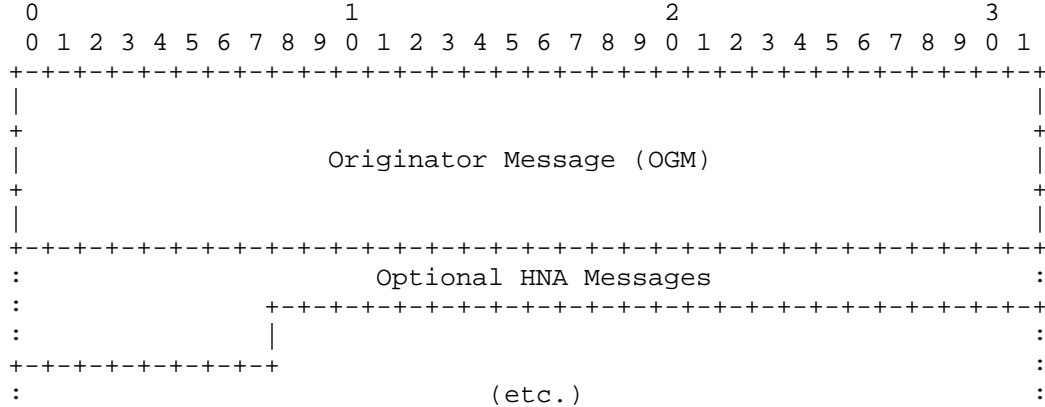 0                   1                   2                   3
0 1 2 3 4 5 6 7 8 9 0 1 2 3 4 5 6 7 8 9 0 1 2 3 4 5 6 7 8 9 0 1
+-+-+-+-+-+-+-+-+-+-+-+-+-+-+-+-+-+-+-+-+-+-+-+-+-+-+-+-+-+-+-+-+
|                                                               |
+                                                               +
|                   Originator Message (OGM)                    |
+                                                               +
|                                                               |
+-+-+-+-+-+-+-+-+-+-+-+-+-+-+-+-+-+-+-+-+-+-+-+-+-+-+-+-+-+-+-+-+
:                      Optional HNA Messages                    :
:               +-+-+-+-+-+-+-+-+-+-+-+-+-+-+-+-+-+-+-+-+-+-+-+-+
:               |                                               :
+-+-+-+-+-+-+-+-+                                               :
:                             (etc.)                            :